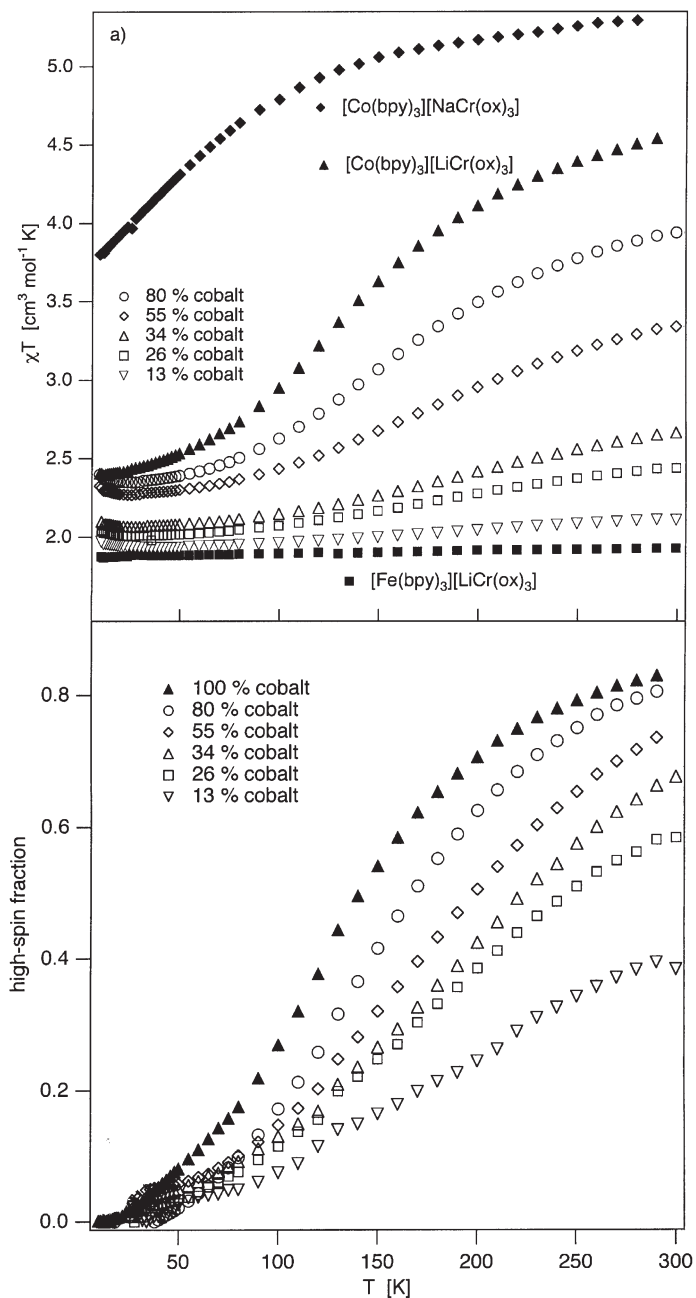 a)
5.0
4.5
4.0
3.5
3.0
2.5
2.0
χT [cm³ mol⁻¹ K]
[Co(bpy)₃][NaCr(ox)₃]
[Co(bpy)₃][LiCr(ox)₃]
80 % cobalt
55 % cobalt
34 % cobalt
26 % cobalt
13 % cobalt
[Fe(bpy)₃][LiCr(ox)₃]
100 % cobalt
80 % cobalt
55 % cobalt
34 % cobalt
26 % cobalt
13 % cobalt
0.8
0.6
0.4
0.2
0.0
high-spin fraction
50 100 150 200 250 300
T [K]